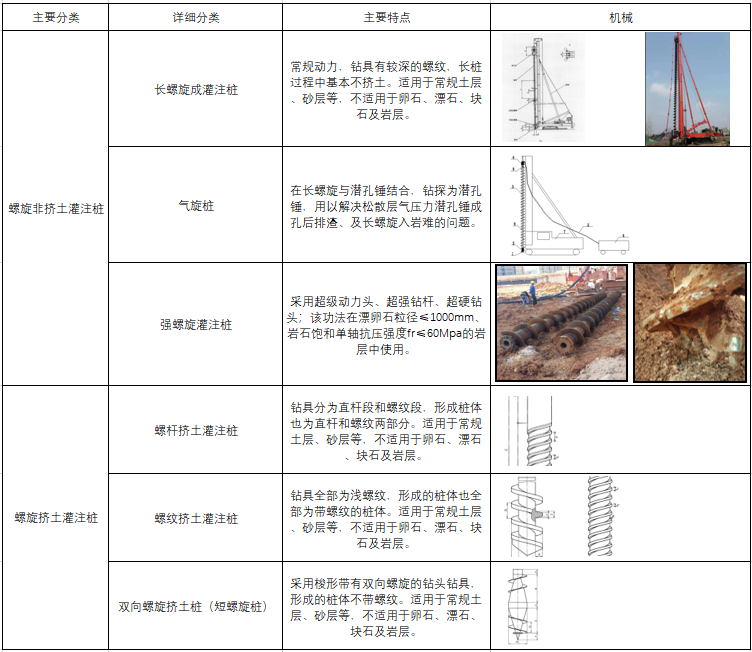 主要分类 详细分类 主要特点 机械
螺旋非挤土灌注桩
长螺旋成灌注桩
常规动力，钻具有较深的螺纹，长桩
过程中基本不挤土。适用于常规土层
、砂层等，不适用于卵石、漂石、块
石及岩层。
气旋桩
在长螺旋与潜孔锤结合，钻探为潜孔
锤，用以解决松散层气压力潜孔锤成
孔后排渣、及长螺旋入岩难的问题。
强螺旋灌注桩
采用超级动力头、超强钻杆、超硬钻
头；该功法在漂卵石粒径≤1000mm、
岩石饱和单轴抗压强度fr≤60Mpa的岩
层中使用。
螺旋挤土灌注桩
螺杆挤土灌注桩
钻具分为直杆段和螺纹段，形成桩体
也为直杆和螺纹两部分。适用于常规
土层、砂层等，不适用于卵石、漂石
、块石及岩层。
螺纹挤土灌注桩
钻具全部为浅螺纹，形成的桩体也全
部为带螺纹的桩体。适用于常规土层
、砂层等，不适用于卵石、漂石、块
石及岩层。
双向螺旋挤土桩（短螺旋桩）
采用梭形带有双向螺旋的钻头钻具，
形成的桩体不带螺纹。适用于常规土
层、砂层等，不适用于卵石、漂石、
块石及岩层。